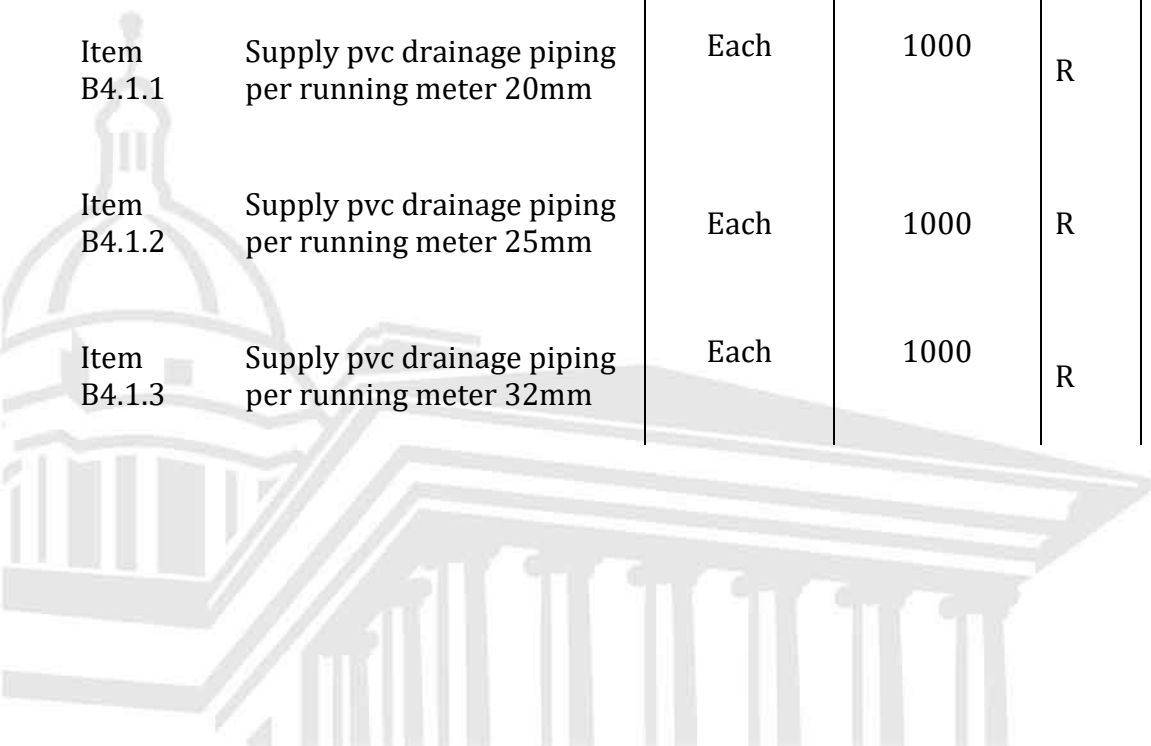 Item Supply pvc drainage piping Each 1000 R
B4.1.1 per running meter 20mm
Item Supply pvc drainage piping Each 1000 R
B4.1.2 per running meter 25mm
Item Supply pvc drainage piping Each 1000 R
B4.1.3 per running meter 32mm